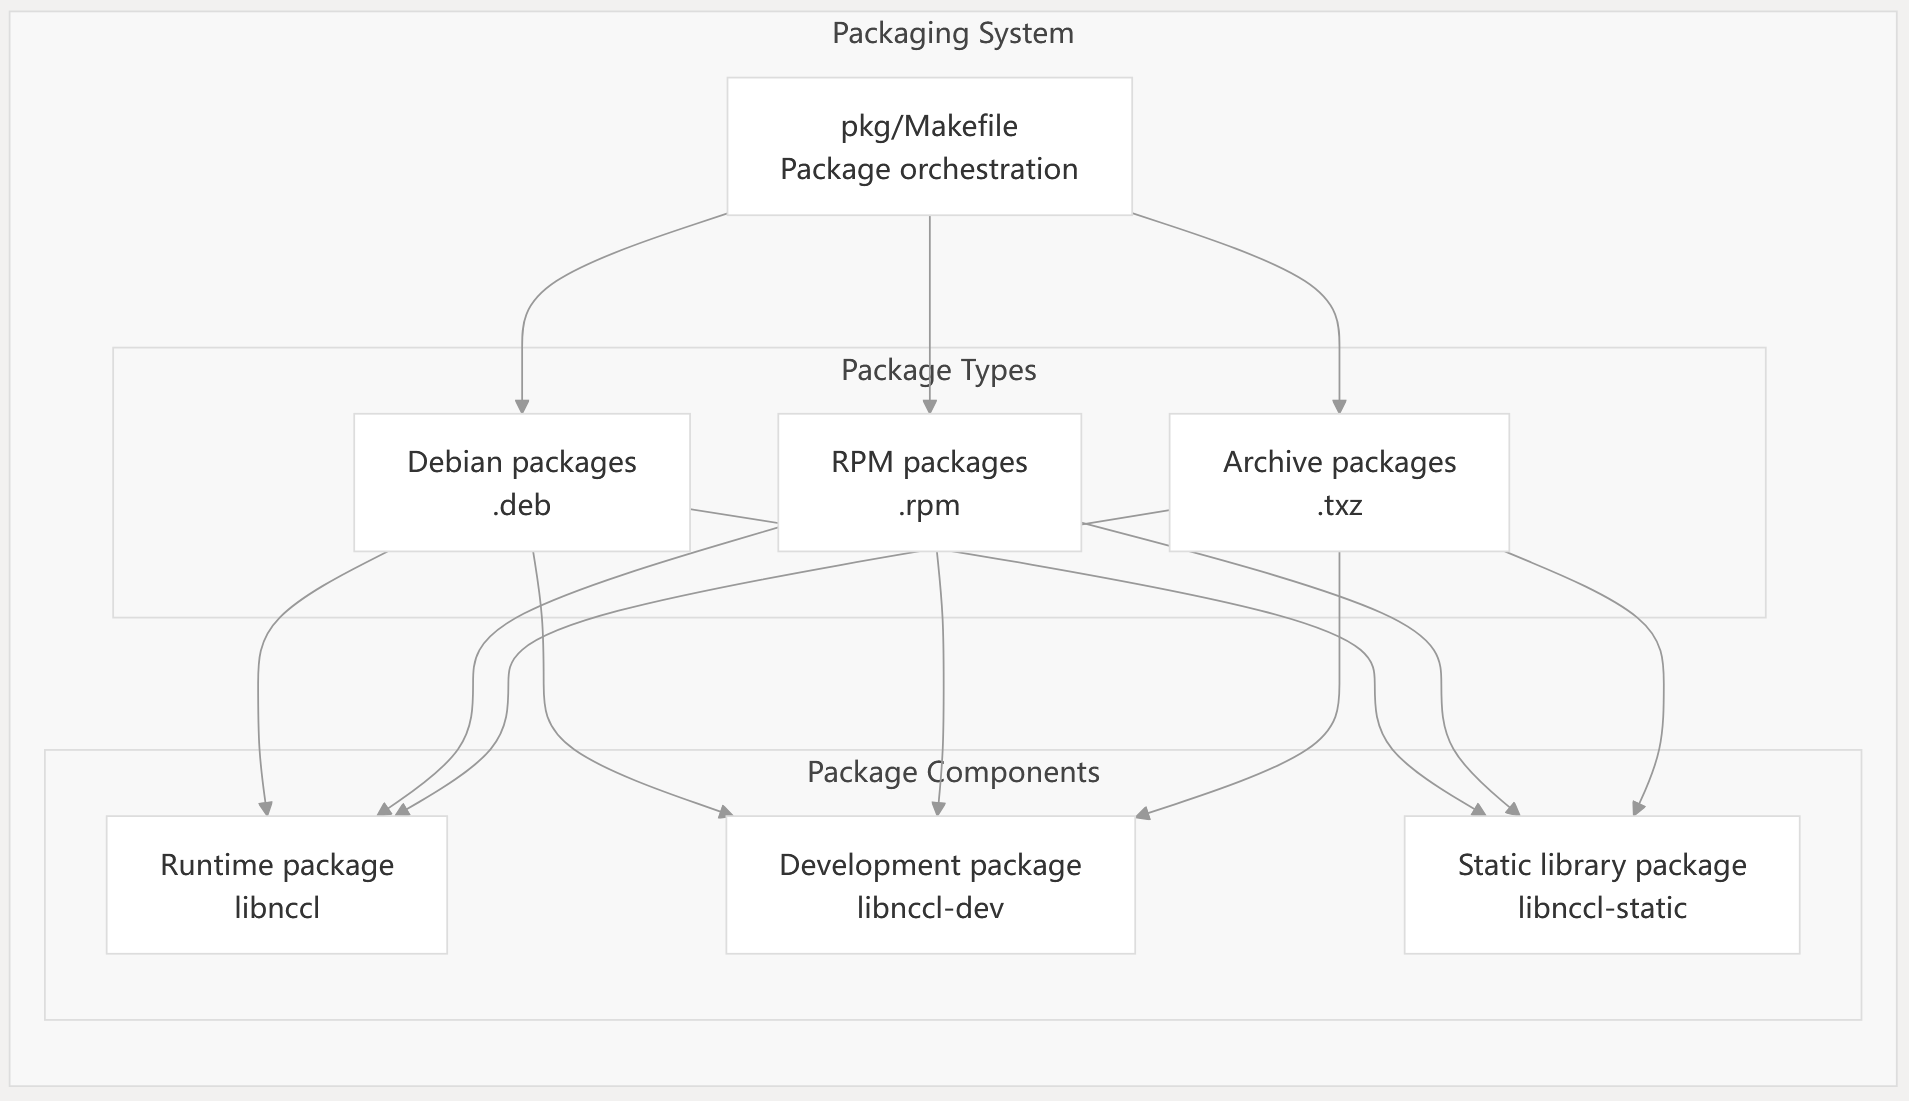 Packaging System
pkg/Makefile
Package orchestration
Package Types
Debian packages
.deb
RPM packages
.rpm
Archive packages
.txz
Package Components
Runtime package
libnccl
Development package
libnccl-dev
Static library package
libnccl-static